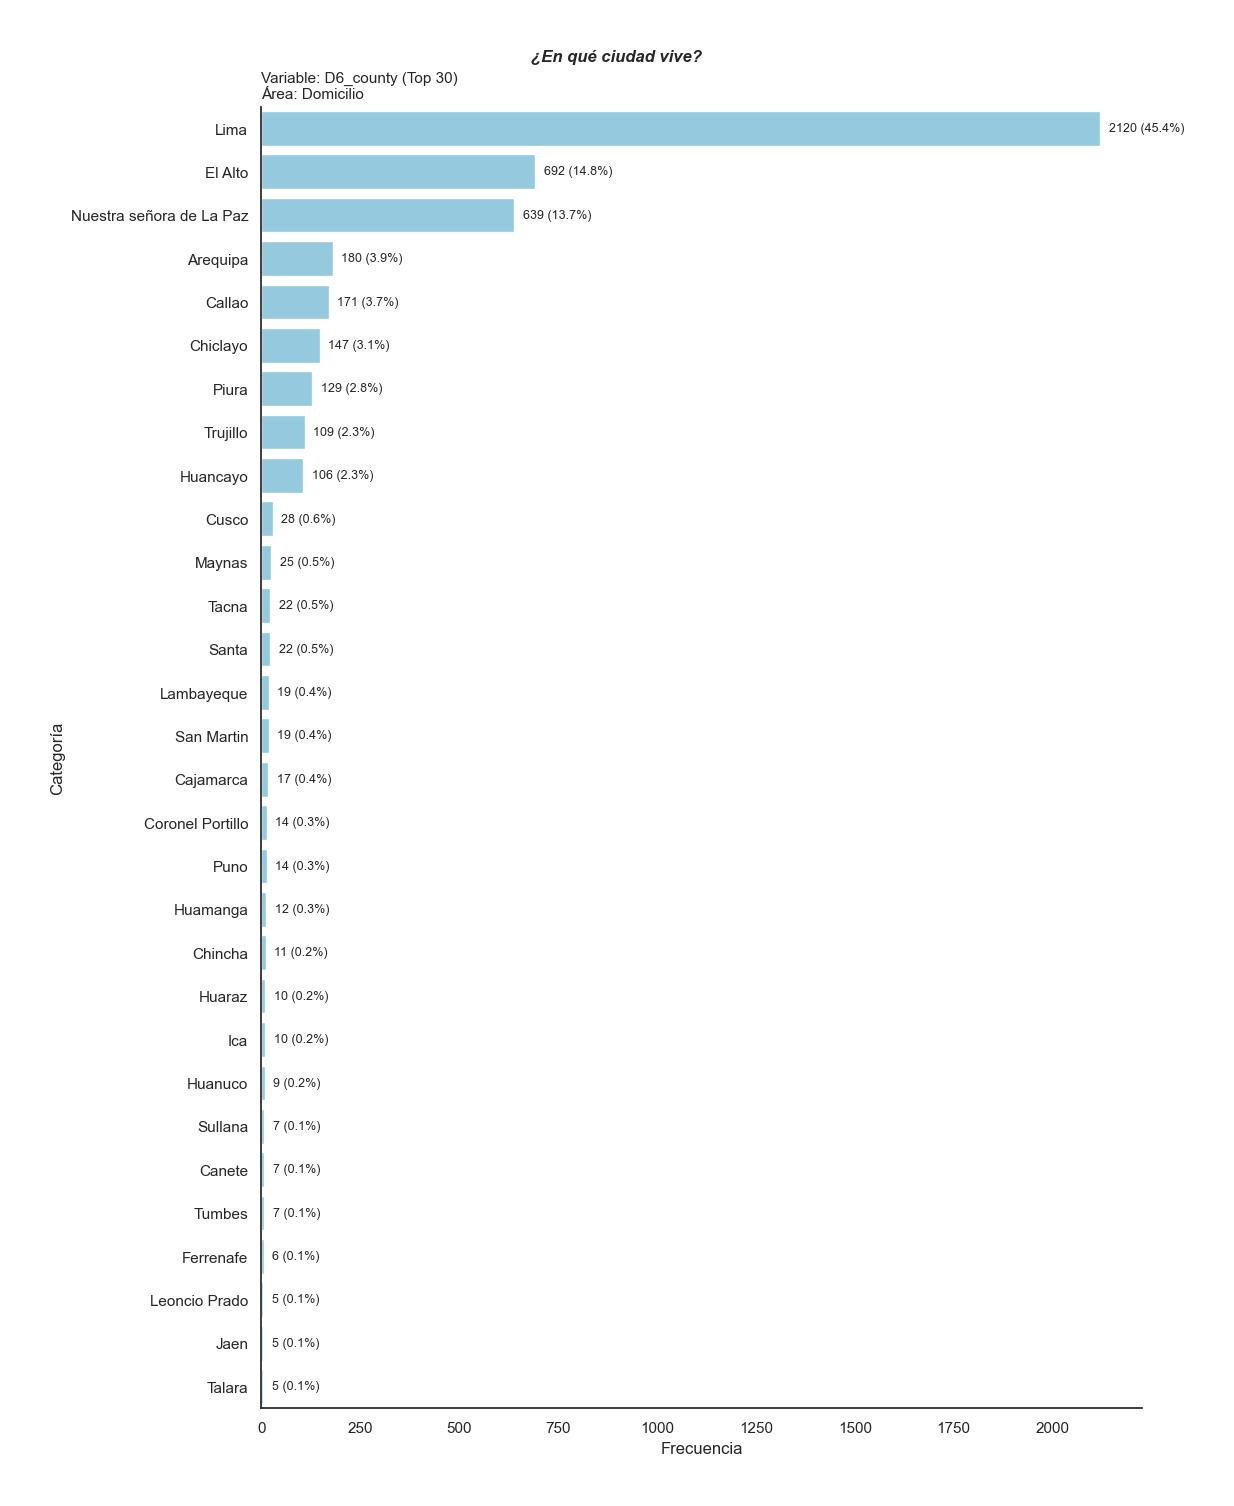 ¿En qué ciudad vive?
Variable: D6_county (Top 30)
Área: Domicilio
Lima 2120 (45.4%)
El Alto 692 (14.8%)
Nuestra señora de La Paz 639 (13.7%)
Arequipa 180 (3.9%)
Callao 171 (3.7%)
Chiclayo 147 (3.1%)
Piura 129 (2.8%)
Trujillo 109 (2.3%)
Huancayo 106 (2.3%)
Cusco 28 (0.6%)
Maynas 25 (0.5%)
Tacna 22 (0.5%)
Santa 22 (0.5%)
Lambayeque 19 (0.4%)
San Martin 19 (0.4%)
Cajamarca 17 (0.4%)
Coronel Portillo 14 (0.3%)
Puno 14 (0.3%)
Huamanga 12 (0.3%)
Chincha 11 (0.2%)
Huaraz 10 (0.2%)
Ica 10 (0.2%)
Huanuco 9 (0.2%)
Sullana 7 (0.1%)
Canete 7 (0.1%)
Tumbes 7 (0.1%)
Ferrenafe 6 (0.1%)
Leoncio Prado 5 (0.1%)
Jaen 5 (0.1%)
Talara 5 (0.1%)
Categoría
0 250 500 750 1000 1250 1500 1750 2000
Frecuencia